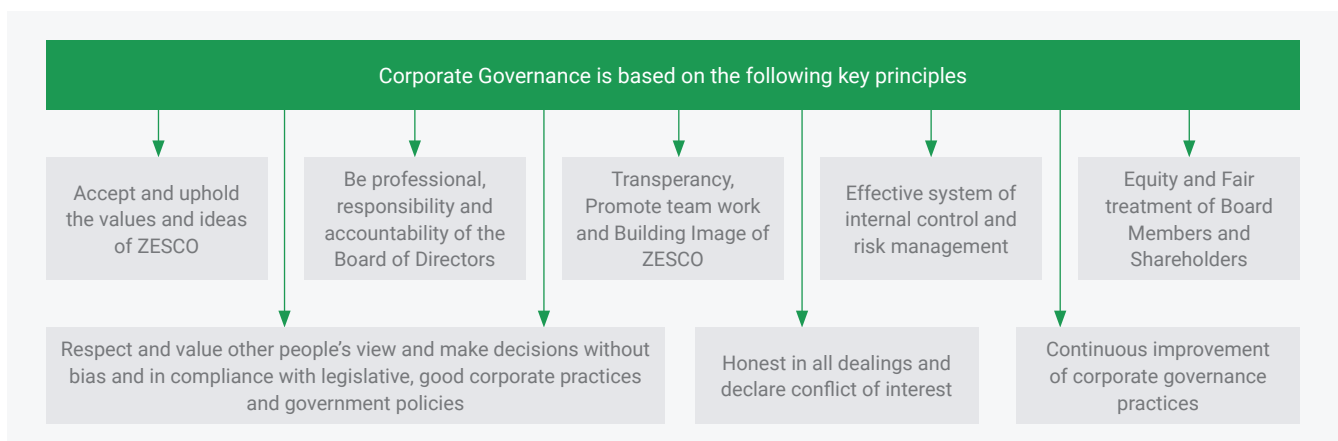 Corporate Governance is based on the following key principles
Accept and uphold
the values and ideas
of ZESCO
Be professional,
responsibility and
accountability of the
Board of Directors
Transperancy,
Promote team work
and Building Image of
ZESCO
Effective system of
internal control and
risk management
Equity and Fair
treatment of Board
Members and
Shareholders
Respect and value other people’s view and make decisions without
bias and in compliance with legislative, good corporate practices
and government policies
Honest in all dealings and
declare conflict of interest
Continuous improvement
of corporate governance
practices